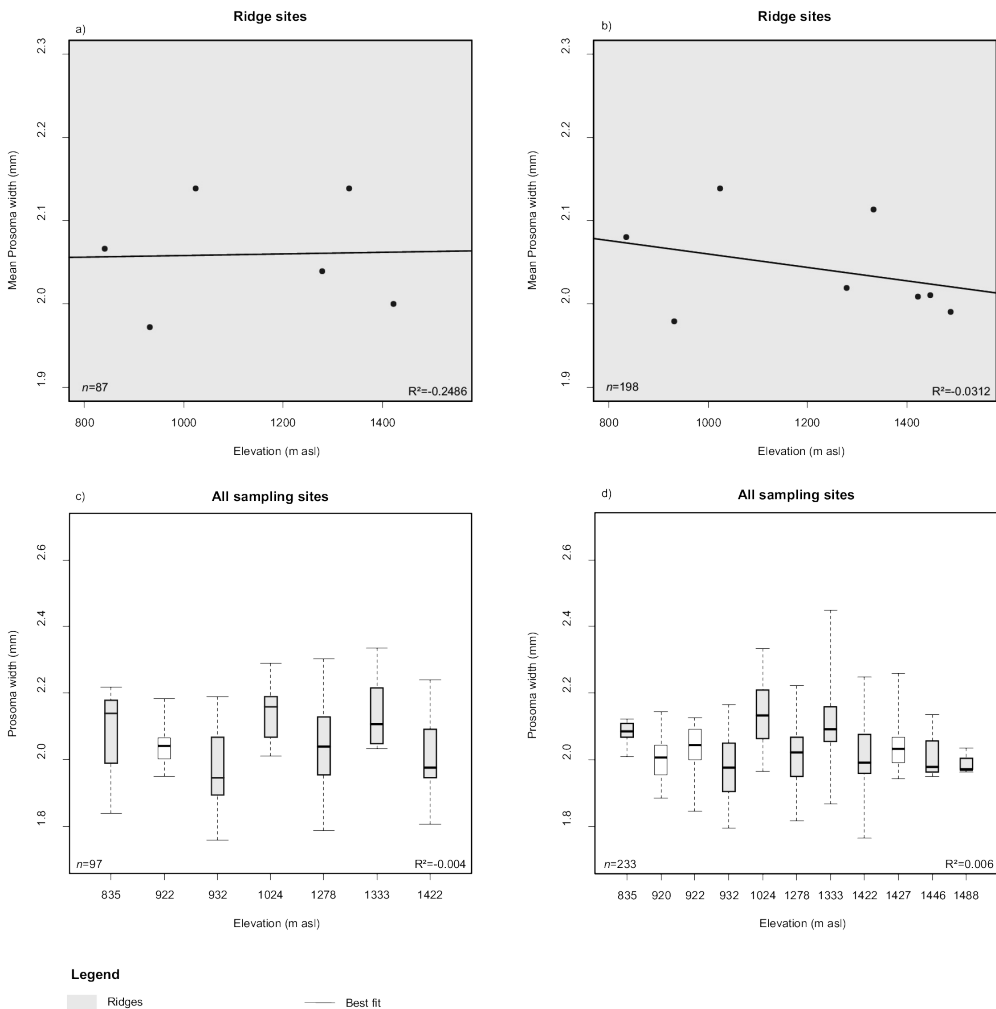 Ridge sites
a)
2.3
2.2
2.1
2.0
1.9
Mean Prosoma width (mm)
n=87
R²=-0.2486
800 1000 1200 1400
Elevation (m asl)
Ridge sites
b)
2.3
2.2
2.1
2.0
1.9
Mean Prosoma width (mm)
n=198
R²=-0.0312
800 1000 1200 1400
Elevation (m asl)
All sampling sites
c)
2.6
2.4
2.2
2.0
1.8
Prosoma width (mm)
n=97
R²=-0.004
835 922 932 1024 1278 1333 1422
Elevation (m asl)
All sampling sites
d)
2.6
2.4
2.2
2.0
1.8
Prosoma width (mm)
n=233
R²=0.006
835 920 922 932 1024 1278 1333 1422 1427 1446 1488
Elevation (m asl)
Legend
Ridges
Best fit